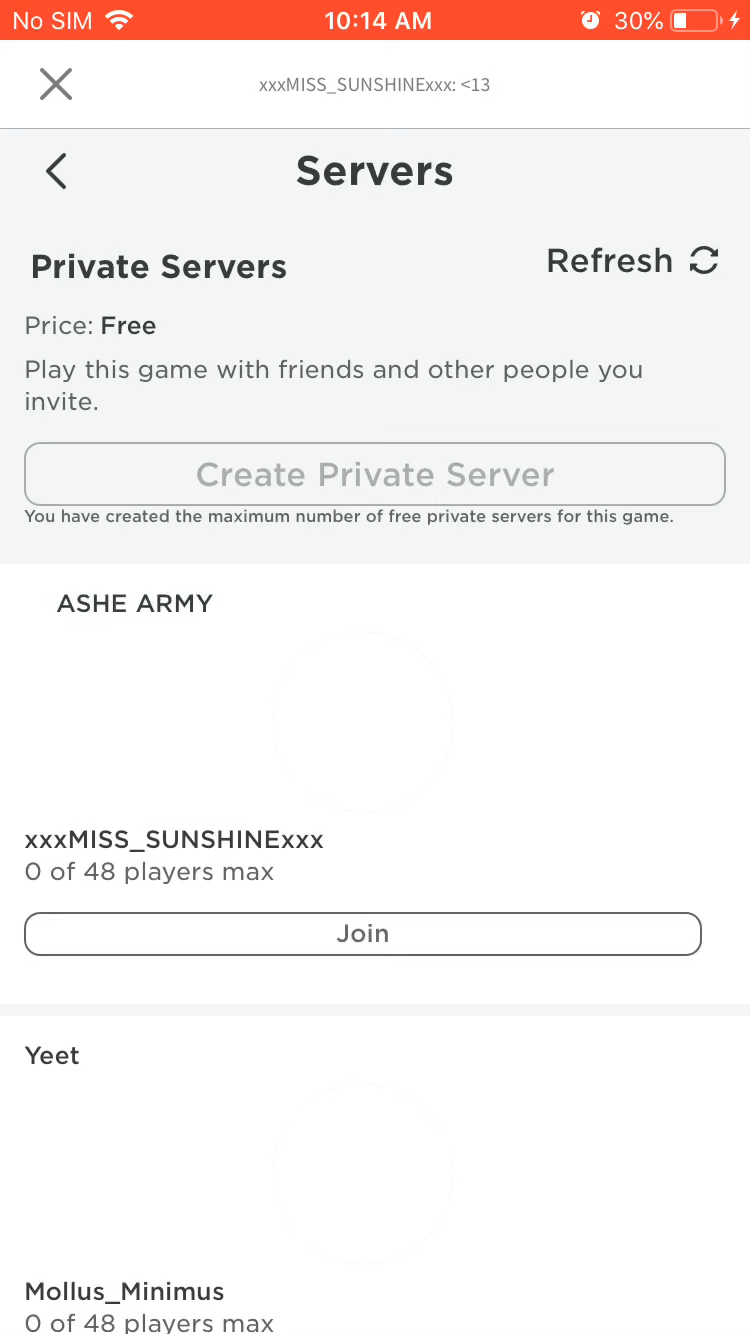 No SIM 10:14 AM 30%
xxxMISS_SUNSHINExxx: <13
Servers
Private Servers
Refresh
Price: Free
Play this game with friends and other people you
invite.
Create Private Server
You have created the maximum number of free private servers for this game.
ASHE ARMY
xxxMISS_SUNSHINExxx
0 of 48 players max
Join
Yeet
Mollus_Minimus
0 of 48 players max